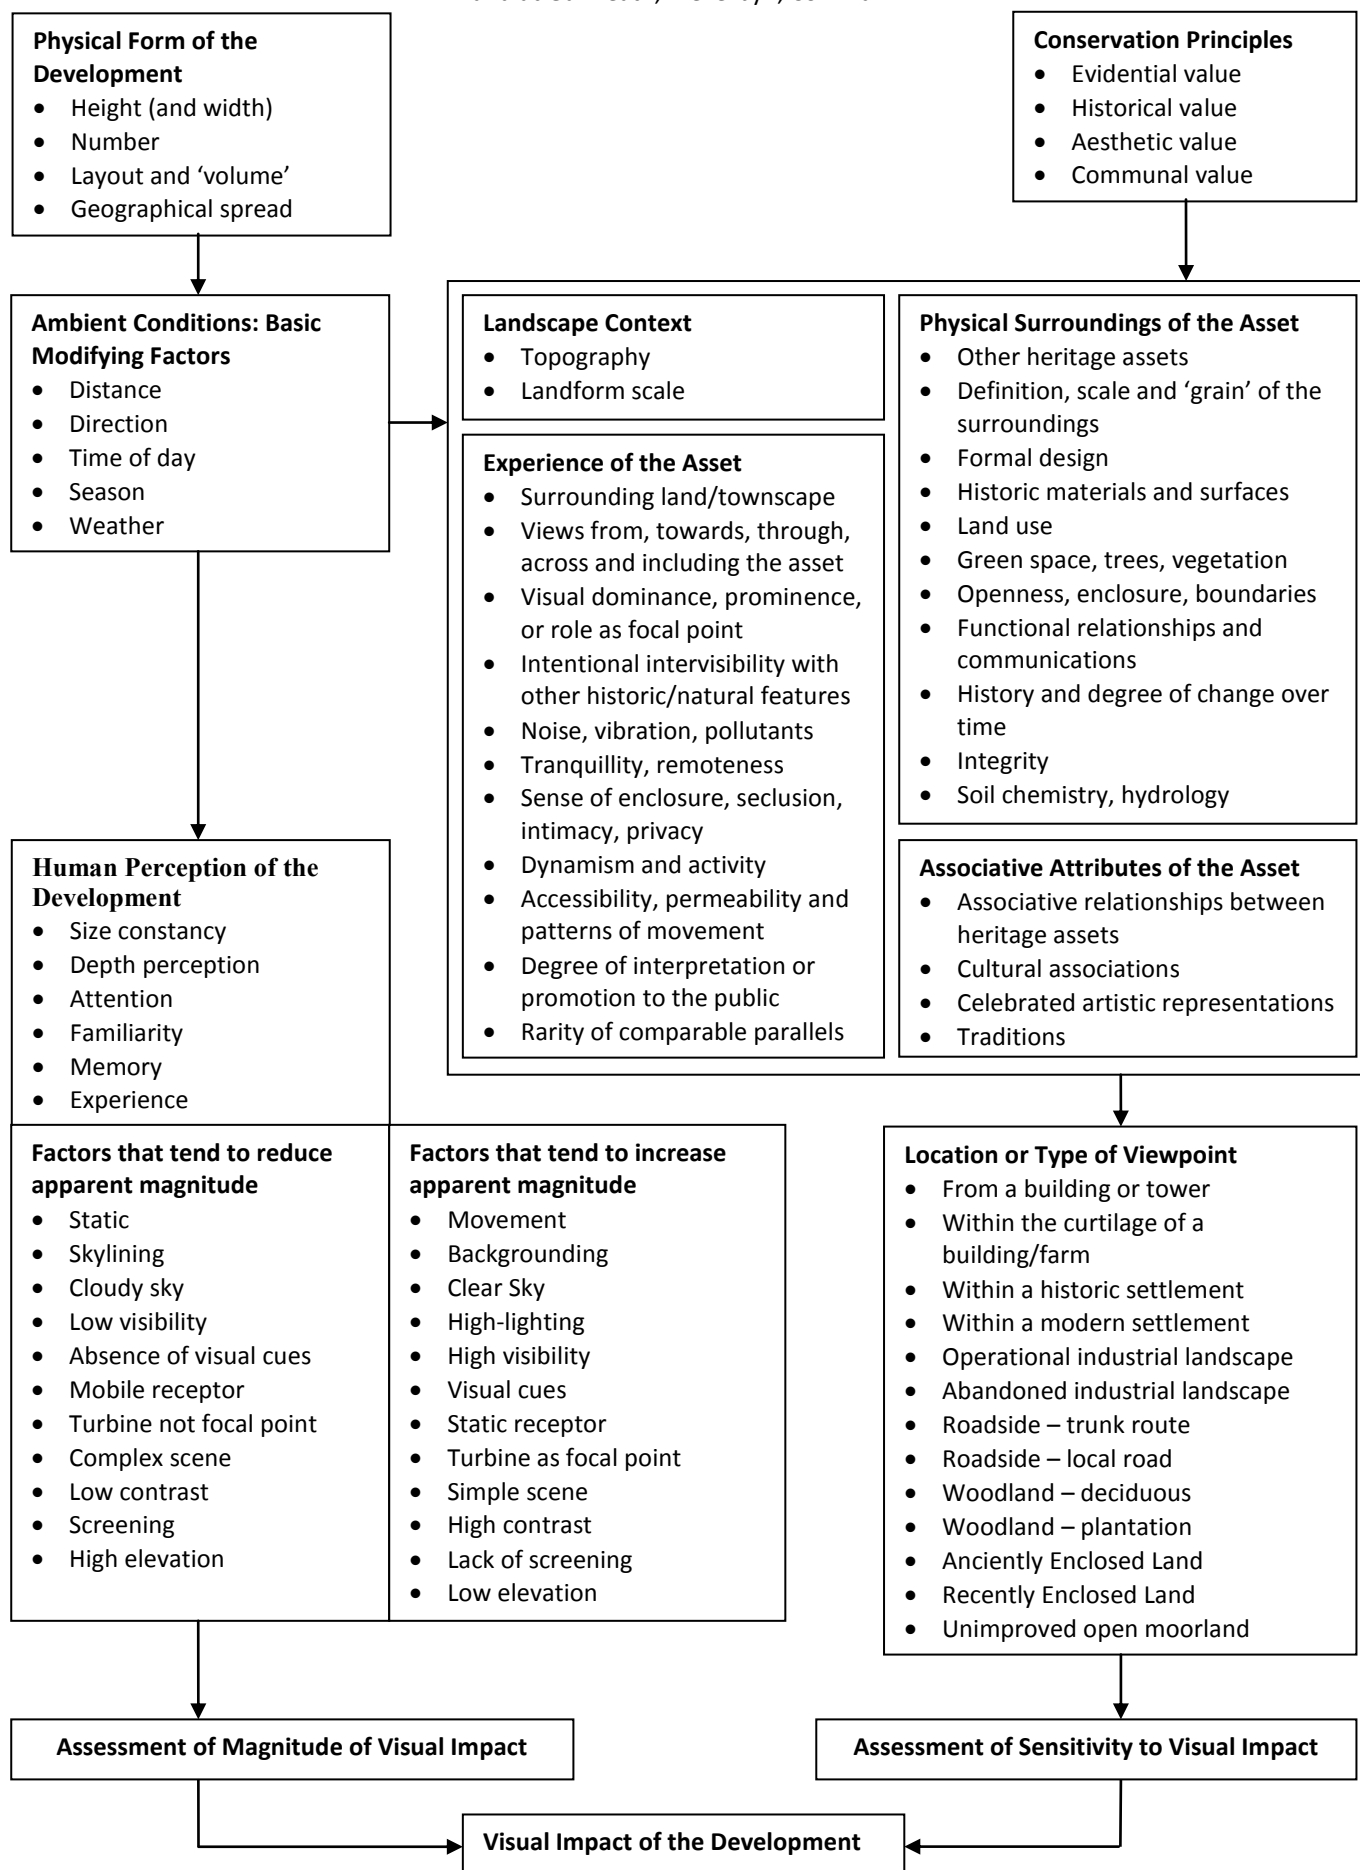 Physical Form of the
Development
• Height (and width)
• Number
• Layout and ‘volume’
• Geographical spread
Conservation Principles
• Evidential value
• Historical value
• Aesthetic value
• Communal value
Ambient Conditions: Basic
Modifying Factors
• Distance
• Direction
• Time of day
• Season
• Weather
Landscape Context
• Topography
• Landform scale
Experience of the Asset
• Surrounding land/townscape
• Views from, towards, through,
across and including the asset
• Visual dominance, prominence,
or role as focal point
• Intentional intervisibility with
other historic/natural features
• Noise, vibration, pollutants
• Tranquillity, remoteness
• Sense of enclosure, seclusion,
intimacy, privacy
• Dynamism and activity
• Accessibility, permeability and
patterns of movement
• Degree of interpretation or
promotion to the public
• Rarity of comparable parallels
Physical Surroundings of the Asset
• Other heritage assets
• Definition, scale and ‘grain’ of the
surroundings
• Formal design
• Historic materials and surfaces
• Land use
• Green space, trees, vegetation
• Openness, enclosure, boundaries
• Functional relationships and
communications
• History and degree of change over
time
• Integrity
• Soil chemistry, hydrology
Associative Attributes of the Asset
• Associative relationships between
heritage assets
• Cultural associations
• Celebrated artistic representations
• Traditions
Human Perception of the
Development
• Size constancy
• Depth perception
• Attention
• Familiarity
• Memory
• Experience
Factors that tend to reduce
apparent magnitude
• Static
• Skylining
• Cloudy sky
• Low visibility
• Absence of visual cues
• Mobile receptor
• Turbine not focal point
• Complex scene
• Low contrast
• Screening
• High elevation
Factors that tend to increase
apparent magnitude
• Movement
• Backgrounding
• Clear Sky
• High-lighting
• High visibility
• Visual cues
• Static receptor
• Turbine as focal point
• Simple scene
• High contrast
• Lack of screening
• Low elevation
Location or Type of Viewpoint
• From a building or tower
• Within the curtilage of a
building/farm
• Within a historic settlement
• Within a modern settlement
• Operational industrial landscape
• Abandoned industrial landscape
• Roadside – trunk route
• Roadside – local road
• Woodland – deciduous
• Woodland – plantation
• Anciently Enclosed Land
• Recently Enclosed Land
• Unimproved open moorland
Assessment of Magnitude of Visual Impact
Assessment of Sensitivity to Visual Impact
Visual Impact of the Development